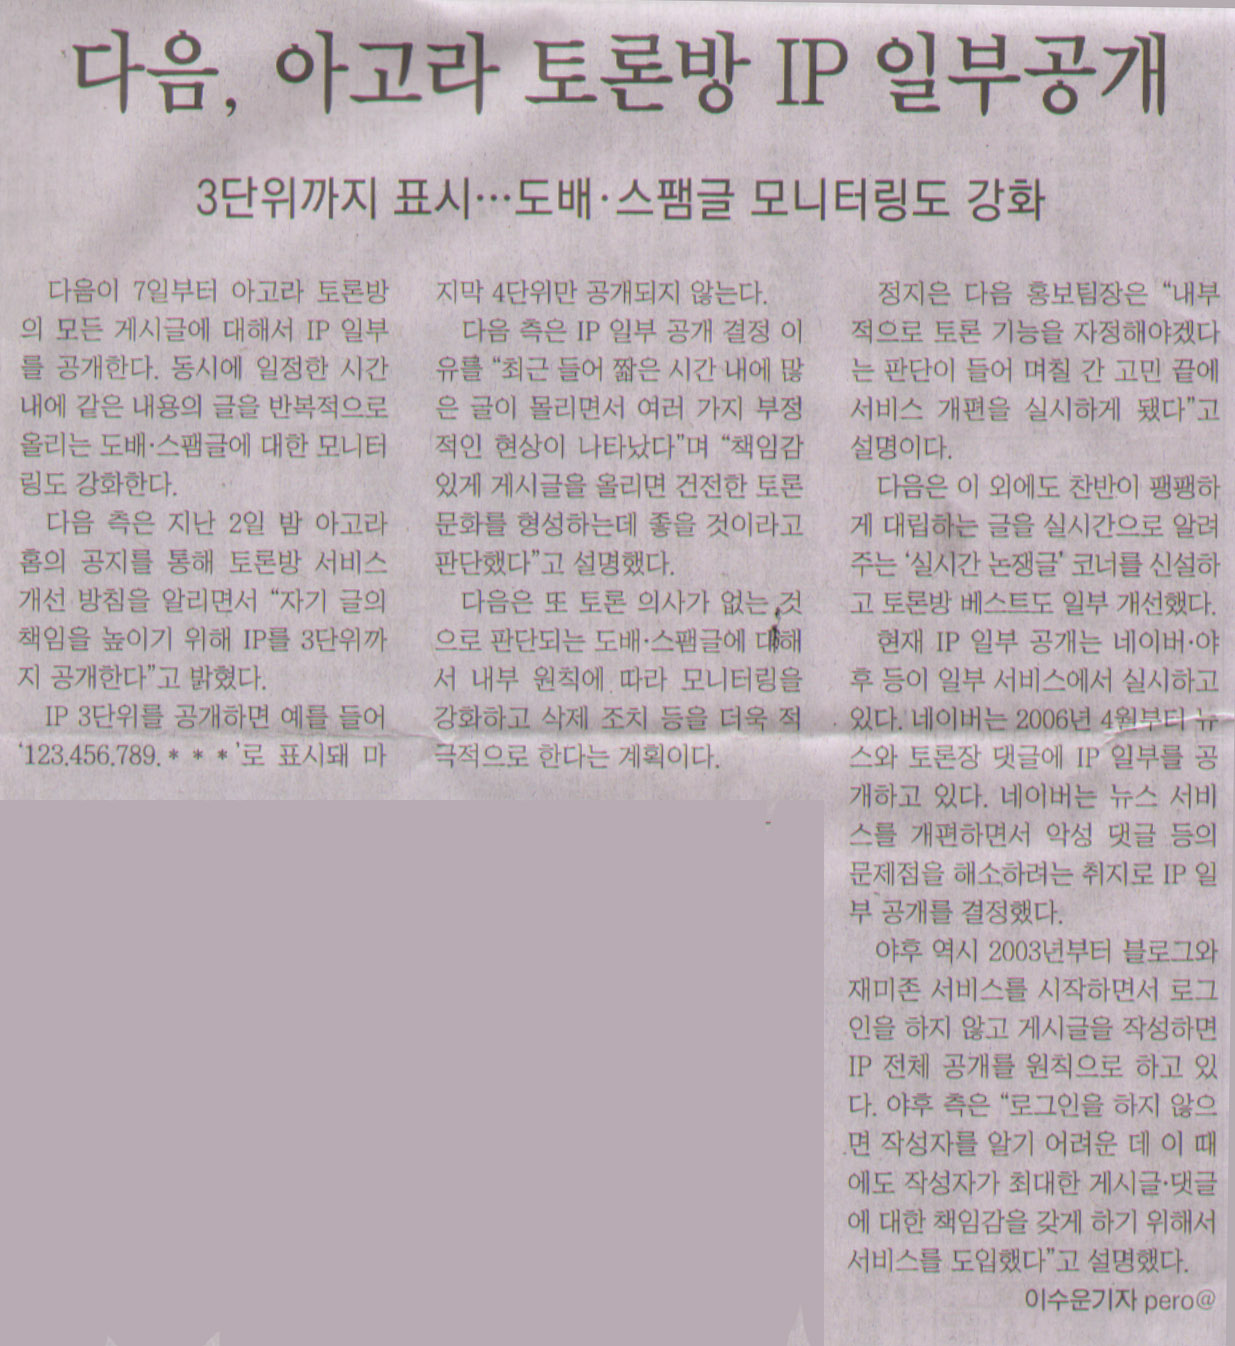 다음, 아고라 토론방 IP 일부공개
3단위까지 표시…도배·스팸글 모니터링도 강화
다음이 7일부터 아고라 토론방
의 모든 게시글에 대해서 IP 일부
를 공개한다. 동시에 일정한 시간
내에 같은 내용의 글을 반복적으로
올리는 도배·스팸글에 대한 모니터
링도 강화한다.
다음 측은 지난 2일 밤 아고라
홈의 공지를 통해 토론방 서비스
개선 방침을 알리면서 “자기 글의
책임을 높이기 위해 IP를 3단위까
지 공개한다”고 밝혔다.
IP 3단위를 공개하면 예를 들어
‘123.456.789.＊＊＊’로 표시돼 마
지막 4단위만 공개되지 않는다.
다음 측은 IP 일부 공개 결정 이
유를 “최근 들어 짧은 시간 내에 많
은 글이 몰리면서 여러 가지 부정
적인 현상이 나타났다”며 “책임감
있게 게시글을 올리면 건전한 토론
문화를 형성하는데 좋을 것이라고
판단했다”고 설명했다.
다음은 또 토론 의사가 없는 것
으로 판단되는 도배·스팸글에 대해
서 내부 원칙에 따라 모니터링을
강화하고 삭제 조치 등을 더욱 적
극적으로 한다는 계획이다.
정지은 다음 홍보팀장은 “내부
적으로 토론 기능을 자정해야겠다
는 판단이 들어 며칠 간 고민 끝에
서비스 개편을 실시하게 됐다”고
설명이다.
다음은 이 외에도 찬반이 팽팽하
게 대립하는 글을 실시간으로 알려
주는 ‘실시간 논쟁글’ 코너를 신설하
고 토론방 베스트도 일부 개선했다.
현재 IP 일부 공개는 네이버·야
후 등이 일부 서비스에서 실시하고
있다. 네이버는 2006년 4월부터 뉴
스와 토론장 댓글에 IP 일부를 공
개하고 있다. 네이버는 뉴스 서비
스를 개편하면서 악성 댓글 등의
문제점을 해소하려는 취지로 IP 일
부 공개를 결정했다.
야후 역시 2003년부터 블로그와
재미존 서비스를 시작하면서 로그
인을 하지 않고 게시글을 작성하면
IP 전체 공개를 원칙으로 하고 있
다. 야후 측은 “로그인을 하지 않으
면 작성자를 알기 어려운 데 이 때
에도 작성자가 최대한 게시글·댓글
에 대한 책임감을 갖게 하기 위해서
서비스를 도입했다”고 설명했다.
이수운기자 pero@